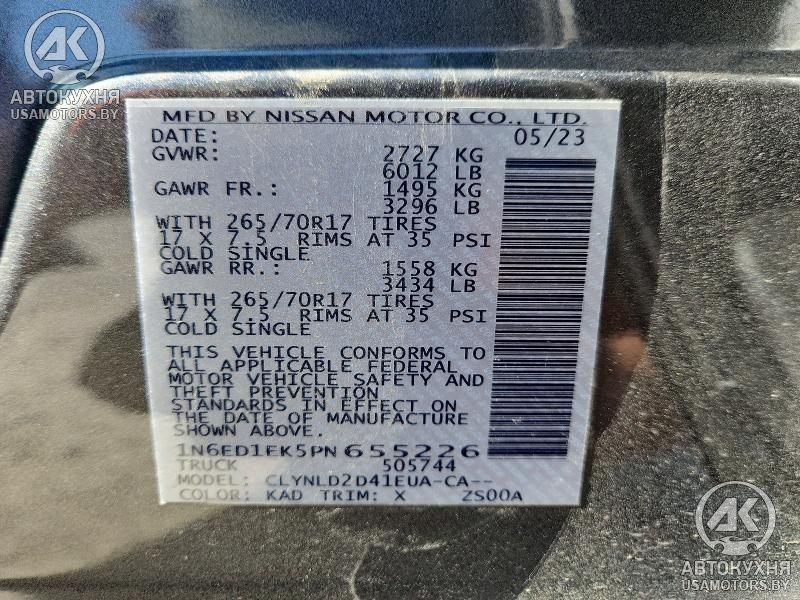 АК
АВТОКУХНЯ
USAMOTORS.BY
MFD BY NISSAN MOTOR CO., LTD.
DATE: 05/23
GVWR: 2727 KG
6012 LB
GAWR FR.: 1495 KG
3296 LB
WITH 265/70R17 TIRES
17 X 7.5 RIMS AT 35 PSI
COLD SINGLE
GAWR RR.: 1558 KG
3434 LB
WITH 265/70R17 TIRES
17 X 7.5 RIMS AT 35 PSI
COLD SINGLE
THIS VEHICLE CONFORMS TO
ALL APPLICABLE FEDERAL
MOTOR VEHICLE SAFETY AND
THEFT PREVENTION
STANDARDS IN EFFECT ON
THE DATE OF MANUFACTURE
SHOWN ABOVE.
1N6ED1EK5PN655226
TRUCK 505744
MODEL: CLYNLD2D41EUA-CA--
COLOR: KAD TRIM: X ZS00A
АК
АВТОКУХНЯ
USAMOTORS.BY